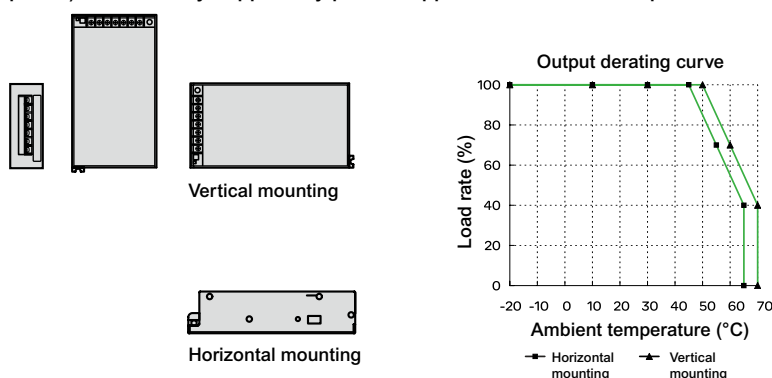 Vertical mounting
Horizontal mounting
Output derating curve
Load rate (%)
100
80
60
40
20
0
-20 -10 0 10 20 30 40 50 60 70
Ambient temperature (°C)
Horizontal mounting
Vertical mounting